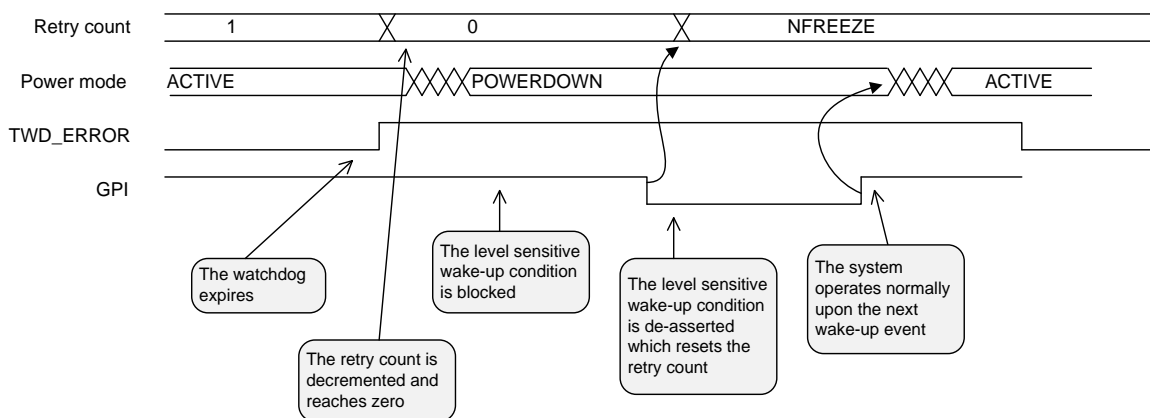 Retry count
1
0
NFREEZE
Power mode
ACTIVE
POWERDOWN
ACTIVE
TWD_ERROR
GPI
The watchdog
expires
The retry count is
decremented and
reaches zero
The level sensitive
wake-up condition
is blocked
The level sensitive
wake-up condition
is de-asserted
which resets the
retry count
The system
operates normally
upon the next
wake-up event